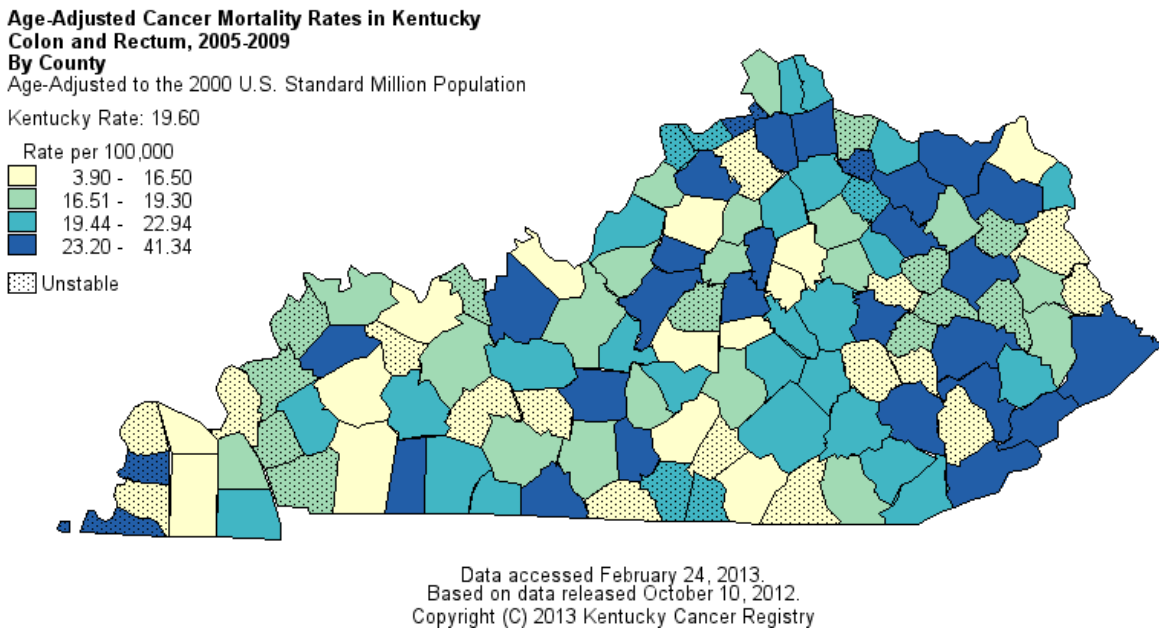 Age-Adjusted Cancer Mortality Rates in Kentucky
Colon and Rectum, 2005-2009
By County
Age-Adjusted to the 2000 U.S. Standard Million Population
Kentucky Rate: 19.60
Rate per 100,000
3.90 - 16.50
16.51 - 19.30
19.44 - 22.94
23.20 - 41.34
Unstable
Data accessed February 24, 2013.
Based on data released October 10, 2012.
Copyright (C) 2013 Kentucky Cancer Registry